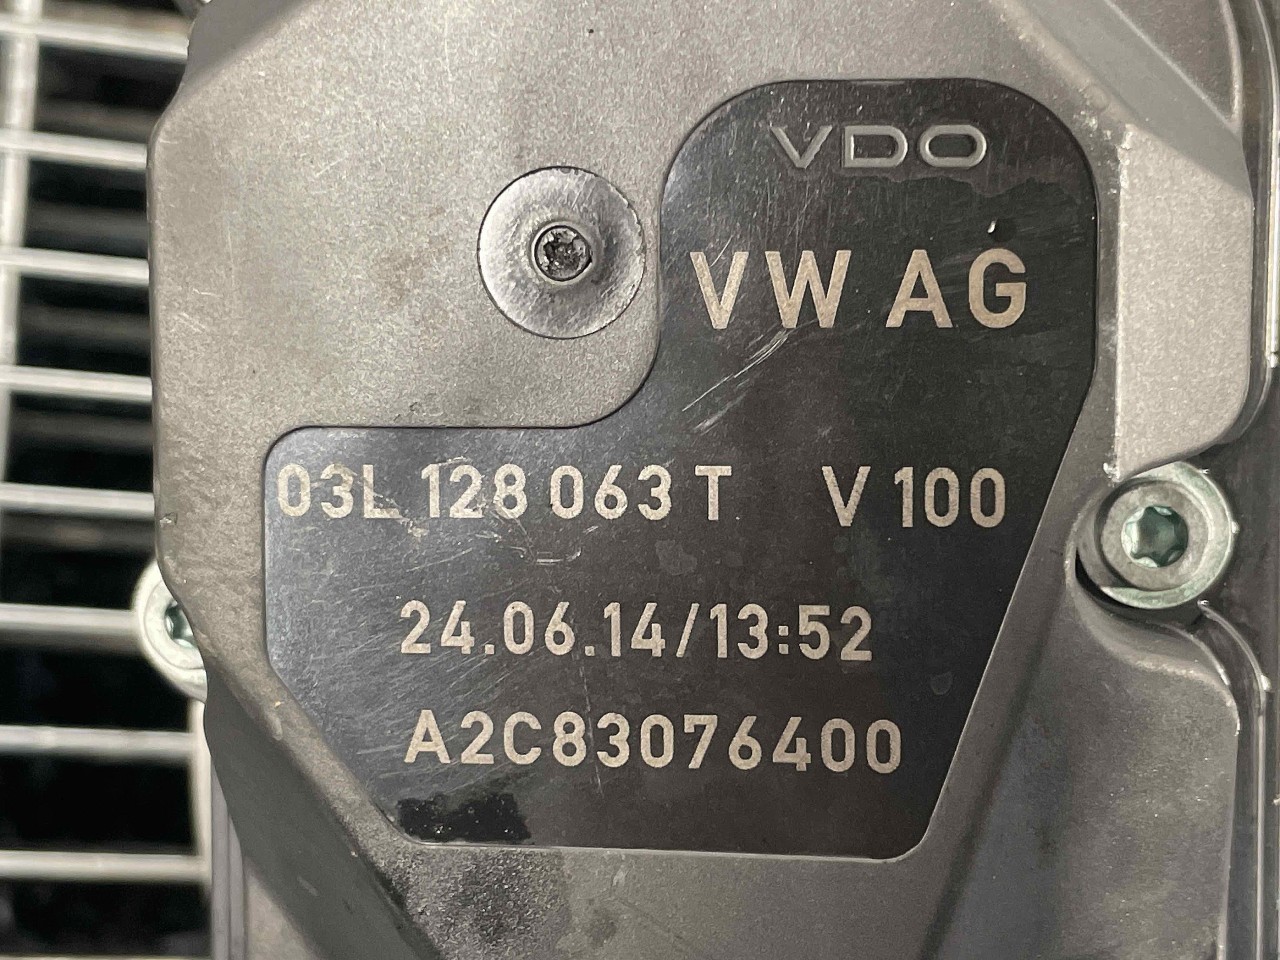 VDO
VW AG
03L 128 063 T V 100
24.06.14/13:52
A2C83076400